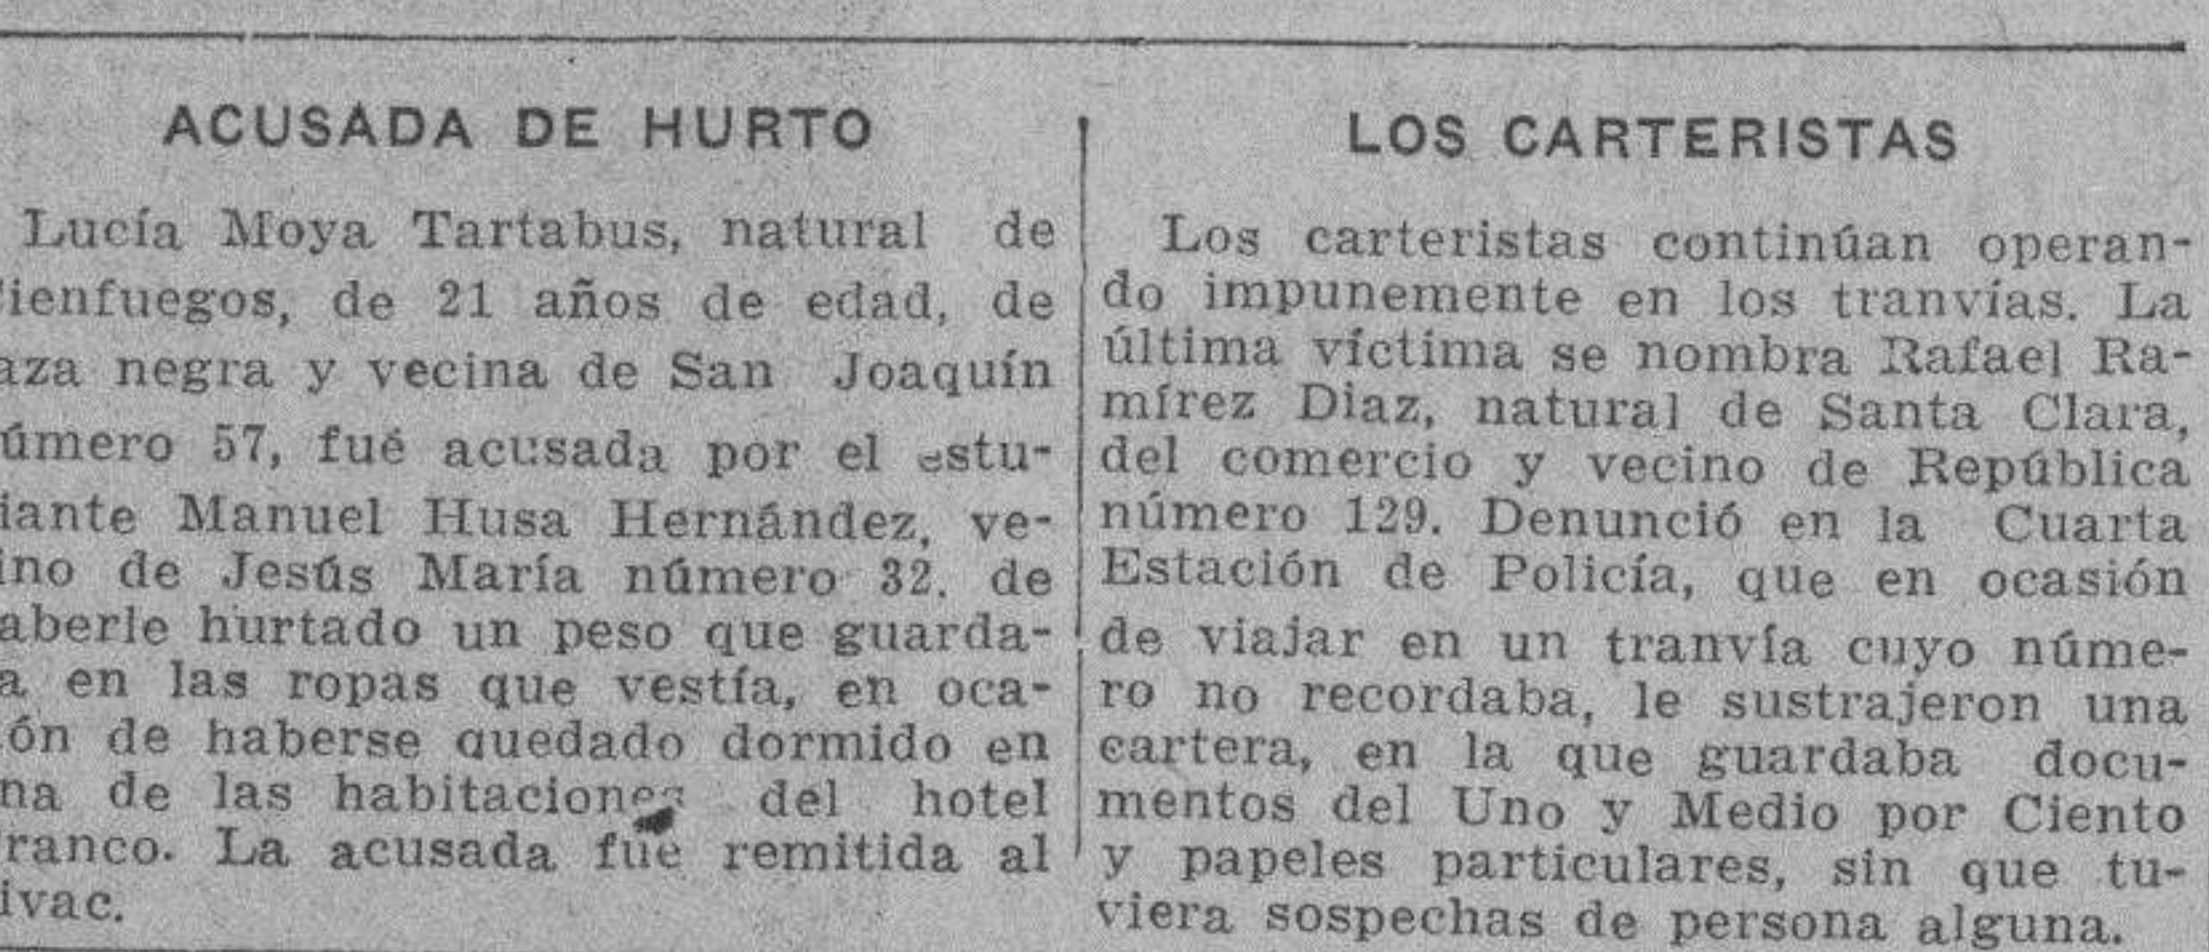 ACUSADA DE HURTO
Lucía Moya Tartabus, natural de
ienfuegos, de 21 años de edad, de
aza negra y vecina de San Joaquín
úmero 57, fué acusada por el estu-
iante Manuel Husa Hernández, ve-
ino de Jesús María número 32. de
aberle hurtado un peso que guarda-
a en las ropas que vestía, en oca-
ón de haberse quedado dormido en
na de las habitaciones del hotel
ranco. La acusada fué remitida al
ivac.
LOS CARTERISTAS
Los carteristas continúan operan-
do impunemente en los tranvías. La
última víctima se nombra Rafael Ra-
mírez Diaz, natural de Santa Clara,
del comercio y vecino de República
número 129. Denunció en la Cuarta
Estación de Policía, que en ocasión
de viajar en un tranvía cuyo núme-
ro no recordaba, le sustrajeron una
cartera, en la que guardaba docu-
mentos del Uno y Medio por Ciento
y papeles particulares, sin que tu-
viera sospechas de persona alguna.